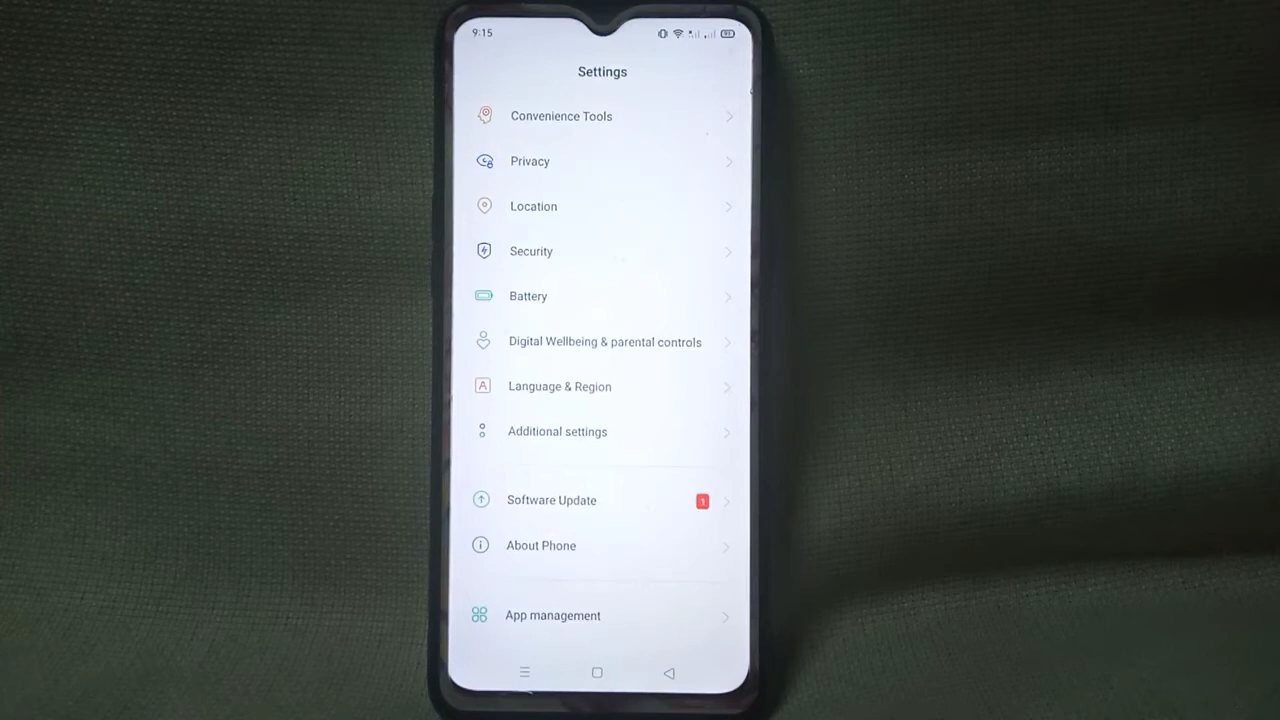 9:15
91
Settings
Convenience Tools
Privacy
Location
Security
Battery
Digital Wellbeing & parental controls
A Language & Region
Additional settings
Software Update 1
About Phone
App management